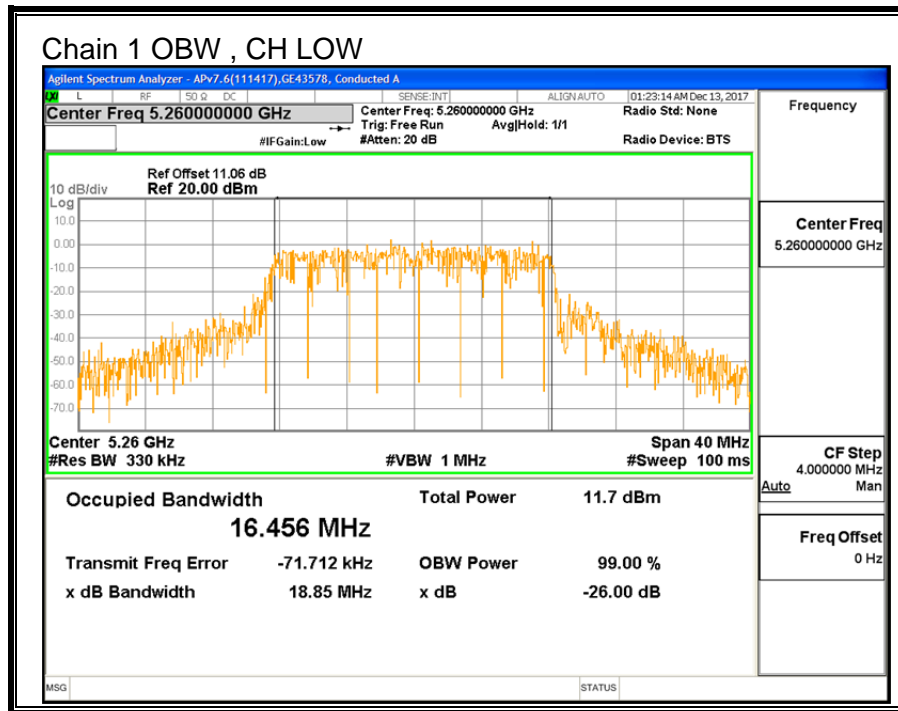 Chain 1 OBW , CH LOW
Agilent Spectrum Analyzer - APv7.6(111417),GE43578, Conducted A
LXI L RF 50 Ω DC SENSE:INT ALIGN AUTO 01:23:14 AM Dec 13, 2017
Center Freq 5.260000000 GHz
Center Freq: 5.260000000 GHz
Radio Std: None
Trig: Free Run Avg|Hold: 1/1
#IFGain:Low #Atten: 20 dB Radio Device: BTS
Ref Offset 11.06 dB
10 dB/div Ref 20.00 dBm
Log
10.0
0.00
-10.0
-20.0
-30.0
-40.0
-50.0
-60.0
-70.0
Center 5.26 GHz Span 40 MHz
#Res BW 330 kHz #VBW 1 MHz #Sweep 100 ms
Occupied Bandwidth Total Power 11.7 dBm
16.456 MHz
Transmit Freq Error -71.712 kHz OBW Power 99.00 %
x dB Bandwidth 18.85 MHz x dB -26.00 dB
Frequency
Center Freq
5.260000000 GHz
CF Step
4.000000 MHz
Auto Man
Freq Offset
0 Hz
MSG STATUS